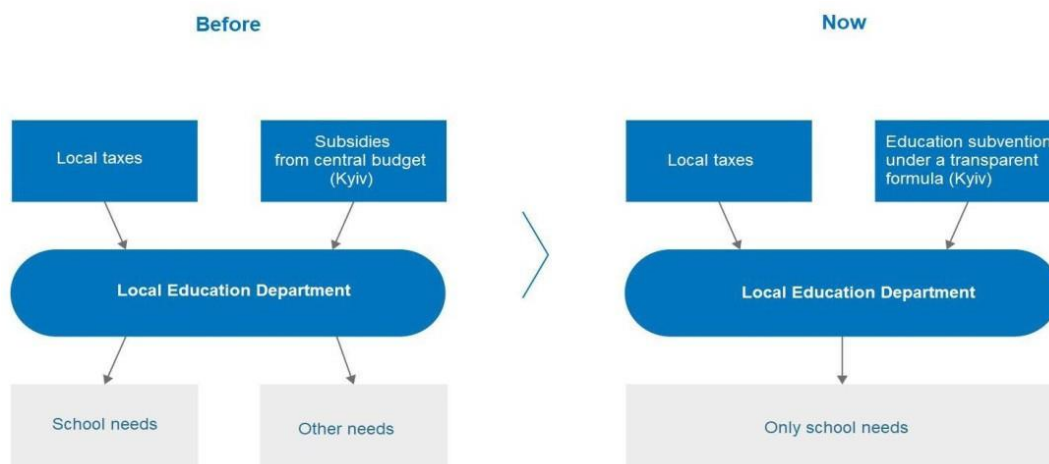 Before
Now
Local taxes
Subsidies
from central budget
(Kyiv)
Local taxes
Education subvention
under a transparent
formula (Kyiv)
Local Education Department
Local Education Department
School needs
Other needs
Only school needs